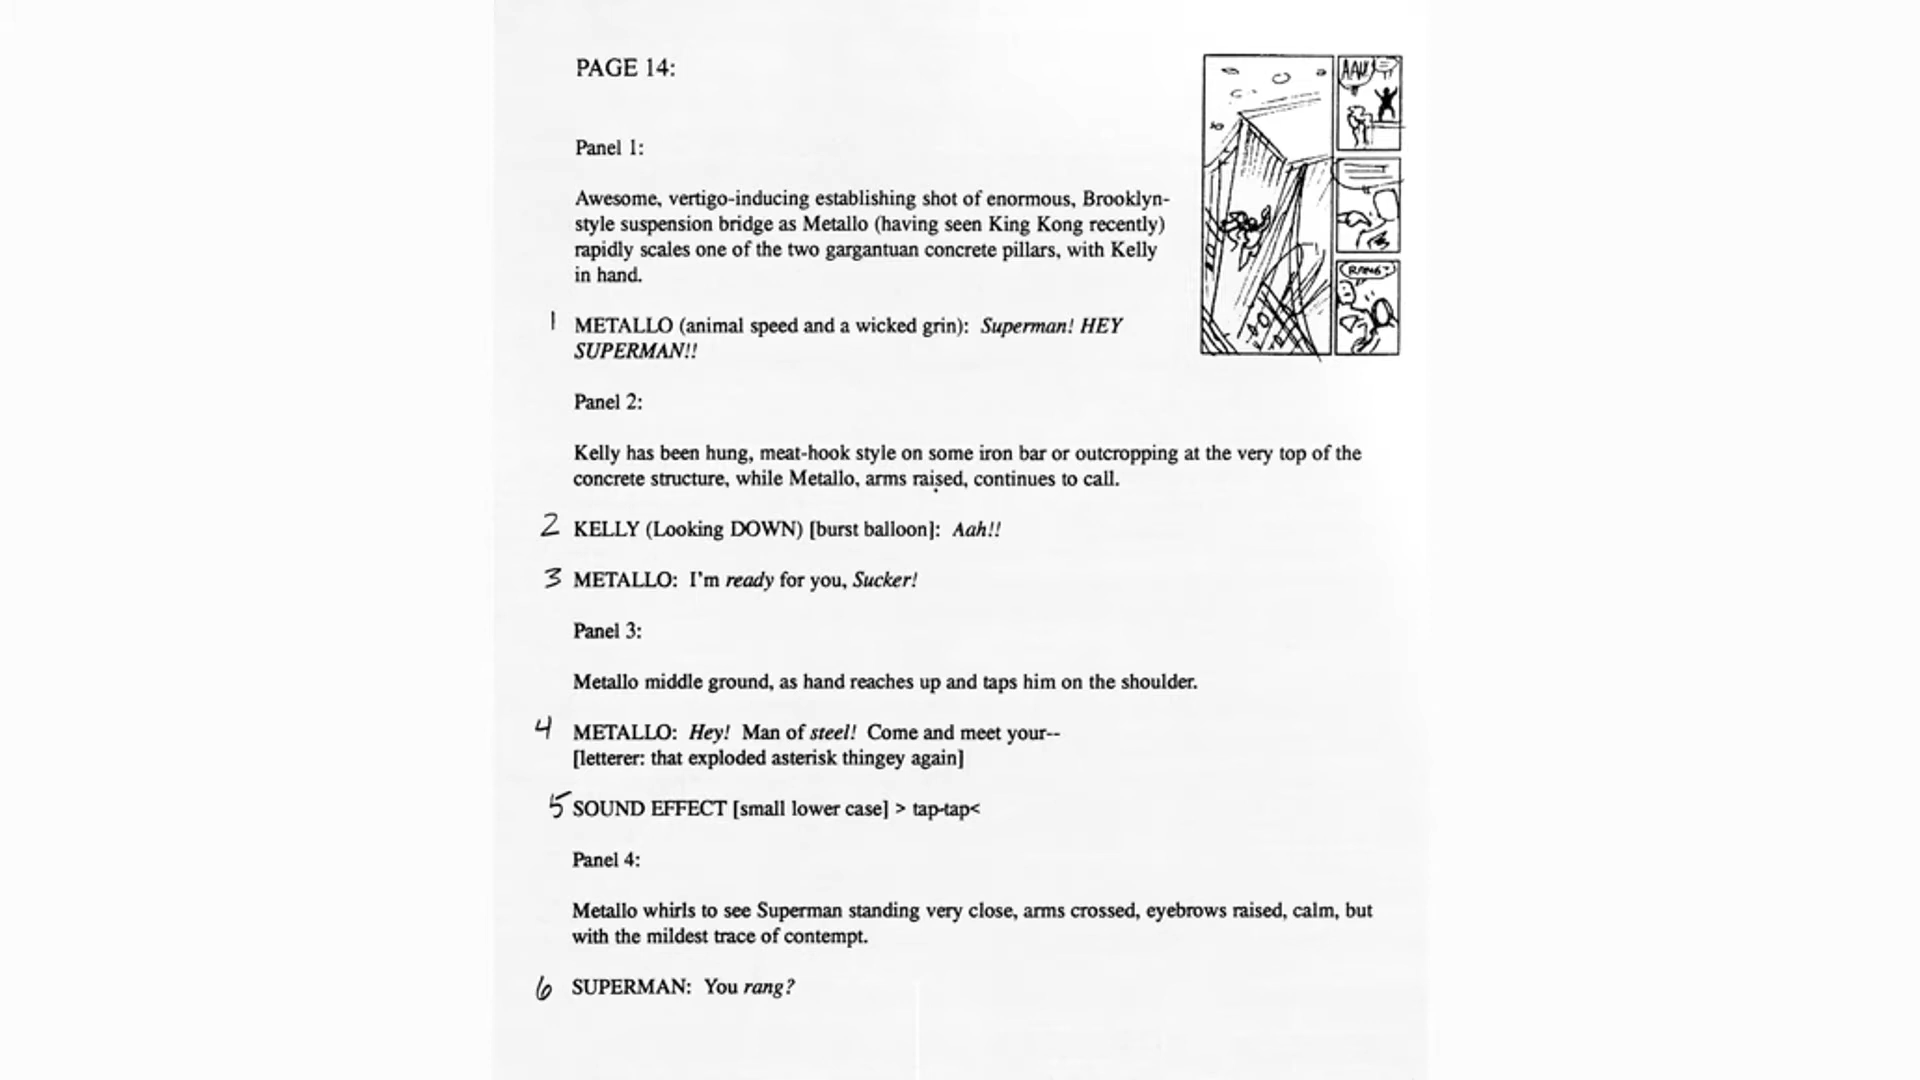 PAGE 14:
AAH!
Panel 1:
Awesome, vertigo-inducing establishing shot of enormous, Brooklyn-
style suspension bridge as Metallo (having seen King Kong recently)
rapidly scales one of the two gargantuan concrete pillars, with Kelly
in hand.
RANG?
1 METALLO (animal speed and a wicked grin): Superman! HEY
SUPERMAN!!
Panel 2:
Kelly has been hung, meat-hook style on some iron bar or outcropping at the very top of the
concrete structure, while Metallo, arms raised, continues to call.
2 KELLY (Looking DOWN) [burst balloon]: Aah!!
3 METALLO: I'm ready for you, Sucker!
Panel 3:
Metallo middle ground, as hand reaches up and taps him on the shoulder.
4 METALLO: Hey! Man of steel! Come and meet your--
[letterer: that exploded asterisk thingey again]
5 SOUND EFFECT [small lower case] > tap-tap<
Panel 4:
Metallo whirls to see Superman standing very close, arms crossed, eyebrows raised, calm, but
with the mildest trace of contempt.
6 SUPERMAN: You rang?